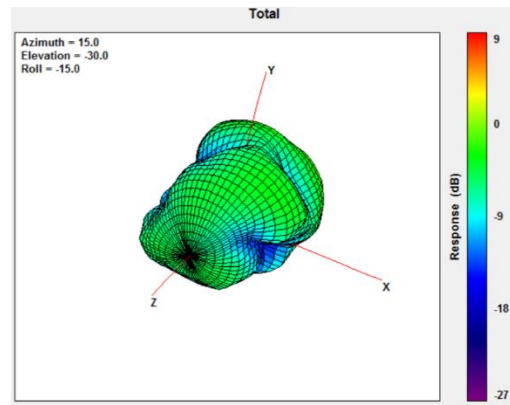 Total
Azimuth = 15.0
Elevation = -30.0
Roll = -15.0
Y
X
Z
9
0
-9
-18
-27
Response (dB)